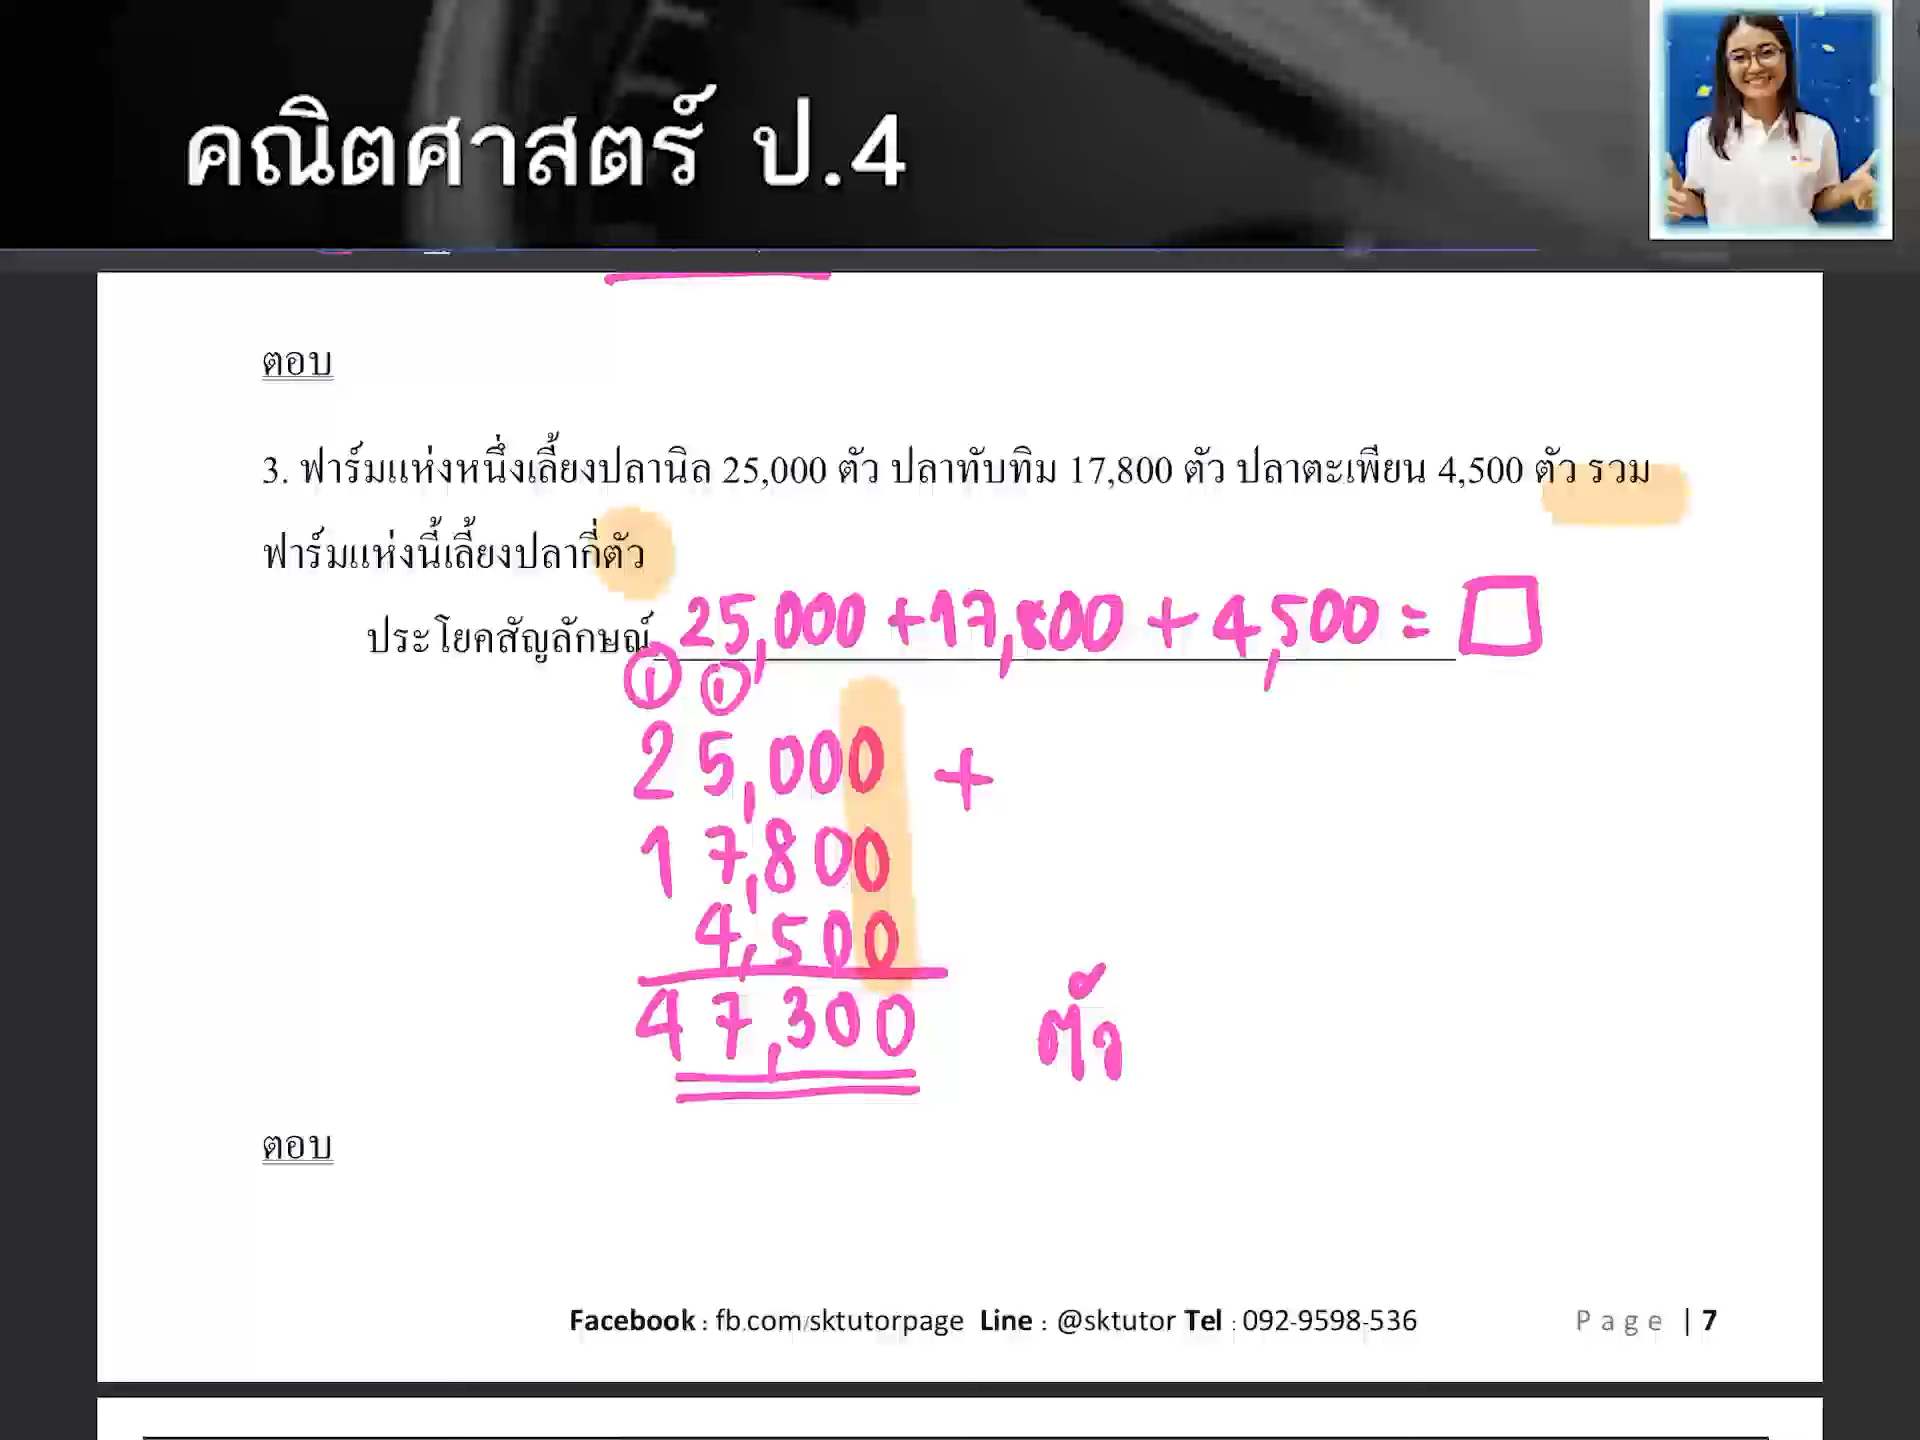 คณิตศาสตร์ ป.4
ตอบ
3. ฟาร์มแห่งหนึ่งเลี้ยงปลานิล 25,000 ตัว ปลาทับทิม 17,800 ตัว ปลาตะเพียน 4,500 ตัว รวม
ฟาร์มแห่งนี้เลี้ยงปลากี่ตัว
ประโยคสัญลักษณ์ 25,000 + 17,800 + 4,500 = □
1 1
25,000 +
17,800
4,500
47,300 ตัว
ตอบ
Facebook : fb.com/sktutorpage Line : @sktutor Tel : 092-9598-536 Page | 7